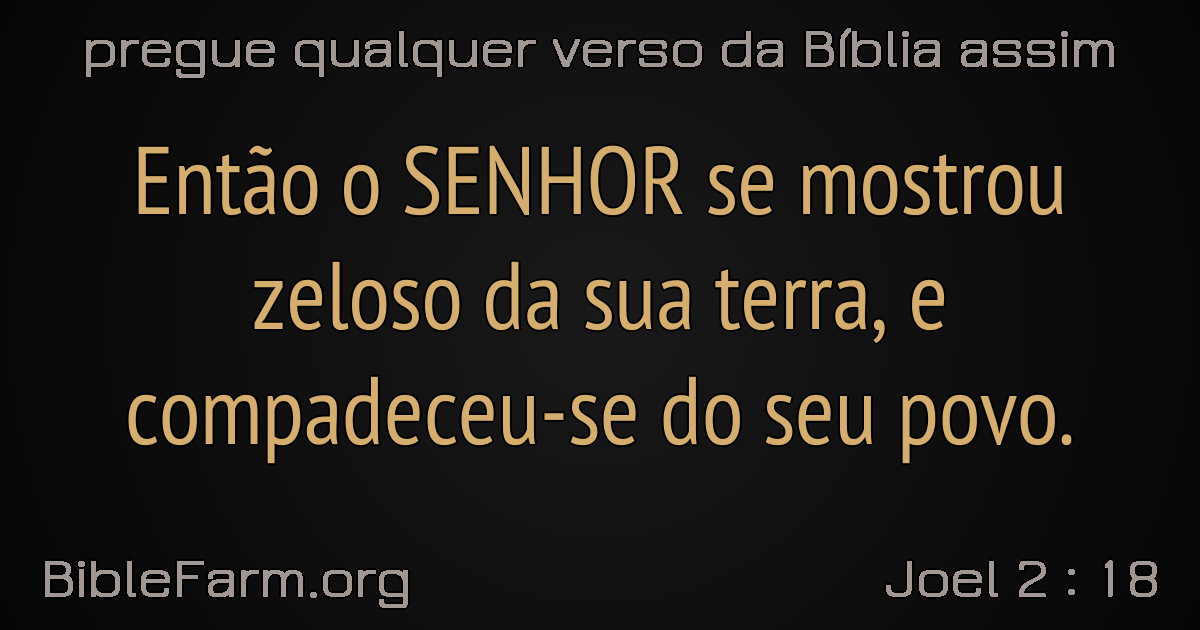 pregue qualquer verso da Bíblia assim
Então o SENHOR se mostrou
zeloso da sua terra, e
compadeceu-se do seu povo.
BibleFarm.org
Joel 2 : 18